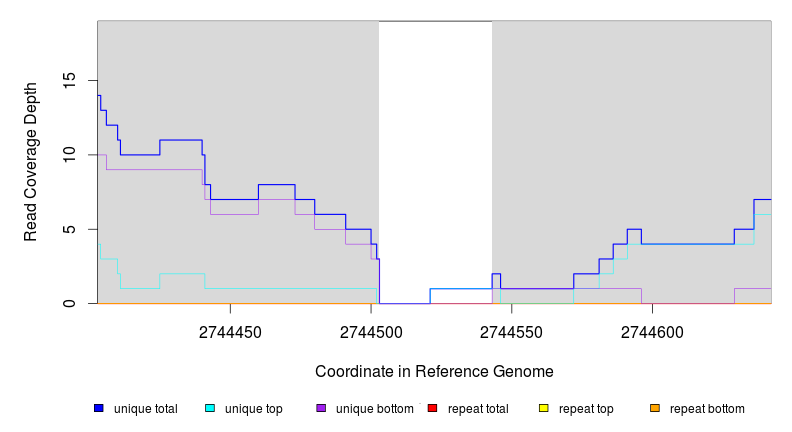 Read Coverage Depth
15
10
5
0
2744450 2744500 2744550 2744600
Coordinate in Reference Genome
unique total unique top unique bottom repeat total repeat top repeat bottom